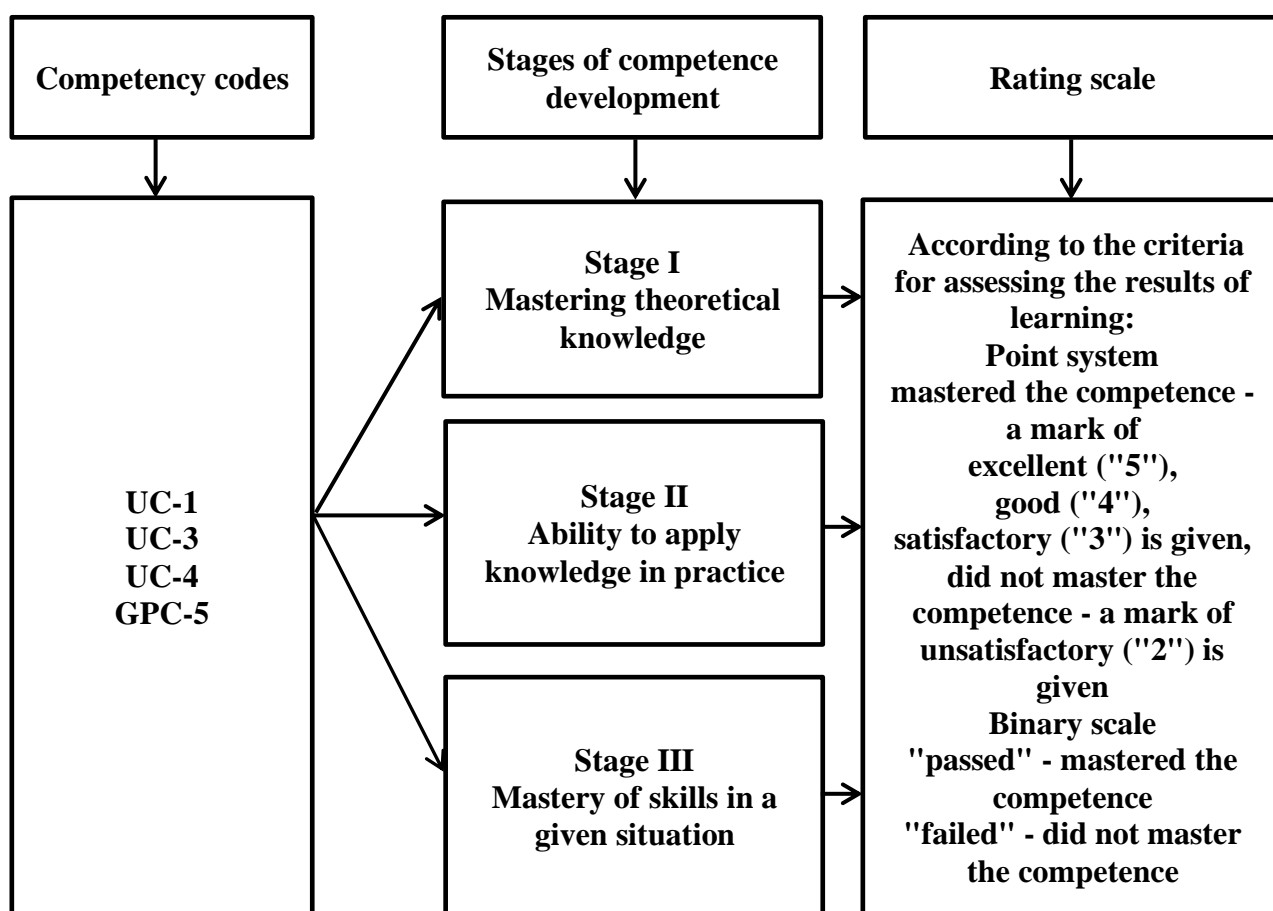 Competency codes
Stages of competence
development
Rating scale
UC-1
UC-3
UC-4
GPC-5
Stage I
Mastering theoretical
knowledge
Stage II
Ability to apply
knowledge in practice
Stage III
Mastery of skills in a
given situation
According to the criteria
for assessing the results of
learning:
Point system
mastered the competence -
a mark of
excellent ("5"),
good ("4"),
satisfactory ("3") is given,
did not master the
competence - a mark of
unsatisfactory ("2") is
given
Binary scale
"passed" - mastered the
competence
"failed" - did not master
the competence